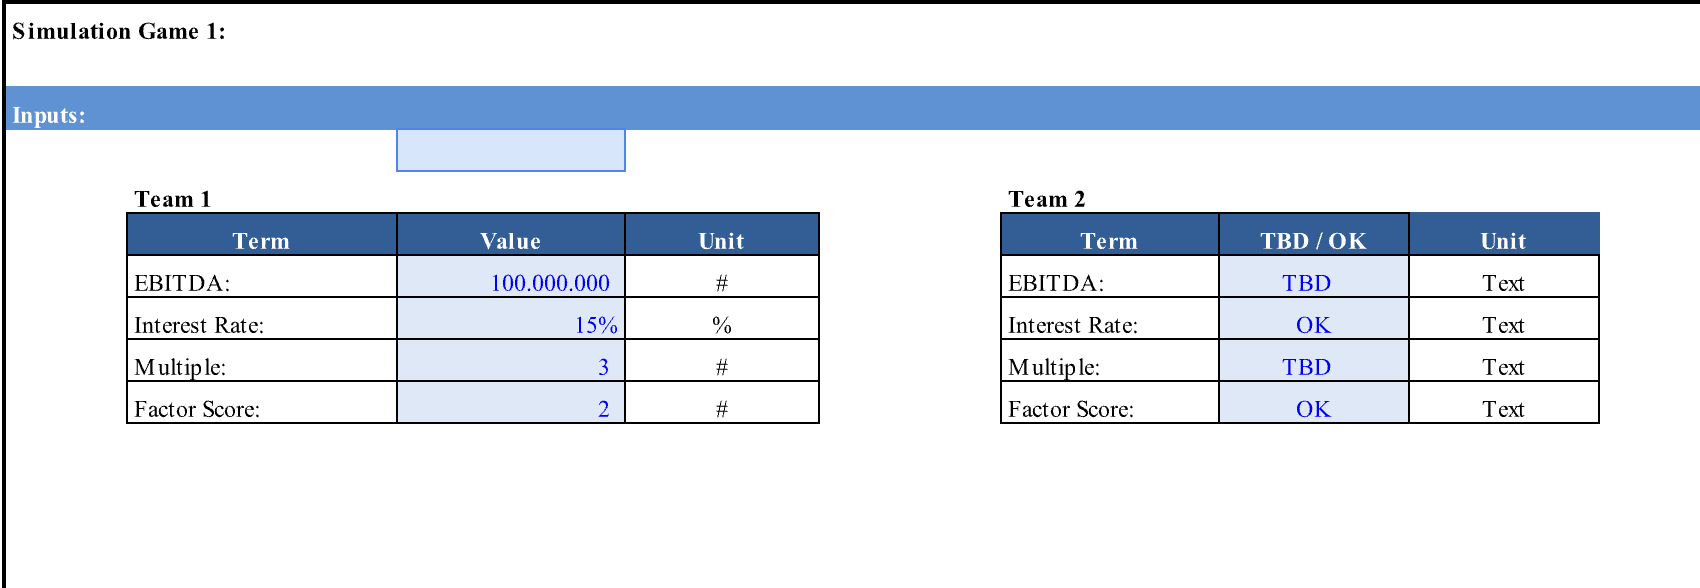 Simulation Game 1:
Inputs:
Team 1
Term Value Unit
EBITDA: 100.000.000 #
Interest Rate: 15% %
Multiple: 3 #
Factor Score: 2 #
Team 2
Term TBD / OK Unit
EBITDA: TBD Text
Interest Rate: OK Text
Multiple: TBD Text
Factor Score: OK Text